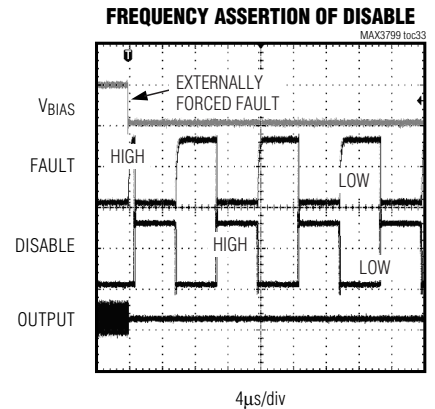 FREQUENCY ASSERTION OF DISABLE
MAX3799 toc33
VBIAS
EXTERNALLY
FORCED FAULT
FAULT
HIGH
LOW
DISABLE
HIGH
LOW
OUTPUT
4µs/div